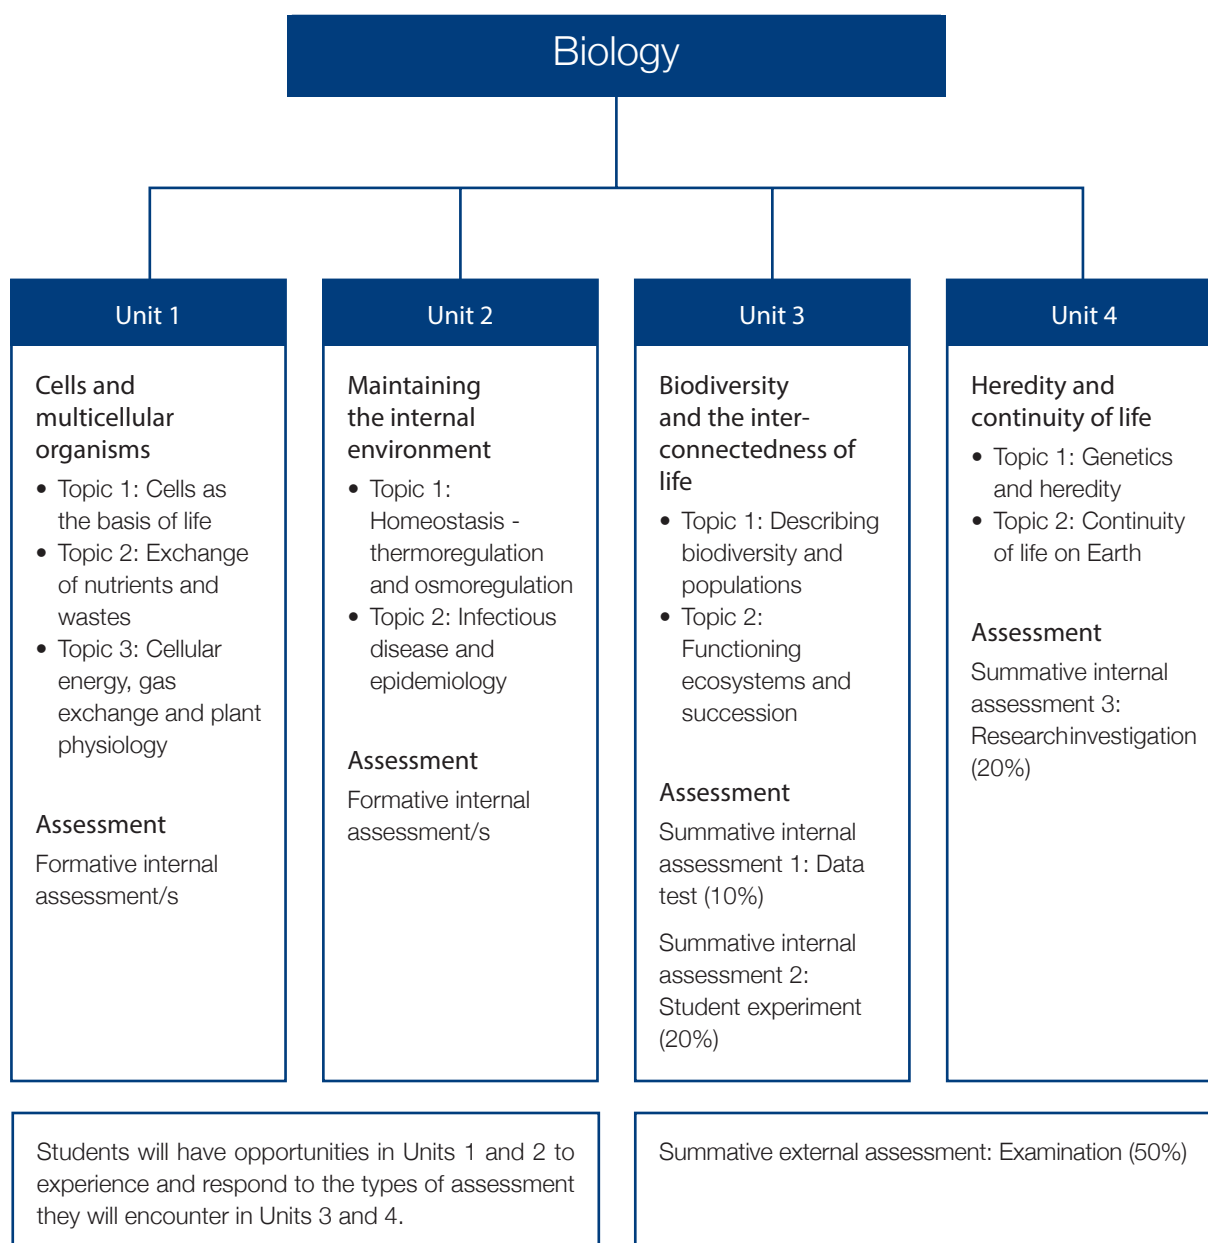 Biology
Unit 1
Cells and
multicellular
organisms
• Topic 1: Cells as
the basis of life
• Topic 2: Exchange
of nutrients and
wastes
• Topic 3: Cellular
energy, gas
exchange and plant
physiology
Assessment
Formative internal
assessment/s
Unit 2
Maintaining
the internal
environment
• Topic 1:
Homeostasis -
thermoregulation
and osmoregulation
• Topic 2: Infectious
disease and
epidemiology
Assessment
Formative internal
assessment/s
Unit 3
Biodiversity
and the inter-
connectedness of
life
• Topic 1: Describing
biodiversity and
populations
• Topic 2:
Functioning
ecosystems and
succession
Assessment
Summative internal
assessment 1: Data
test (10%)
Summative internal
assessment 2:
Student experiment
(20%)
Unit 4
Heredity and
continuity of life
• Topic 1: Genetics
and heredity
• Topic 2: Continuity
of life on Earth
Assessment
Summative internal
assessment 3:
Researchinvestigation
(20%)
Students will have opportunities in Units 1 and 2 to
experience and respond to the types of assessment
they will encounter in Units 3 and 4.
Summative external assessment: Examination (50%)